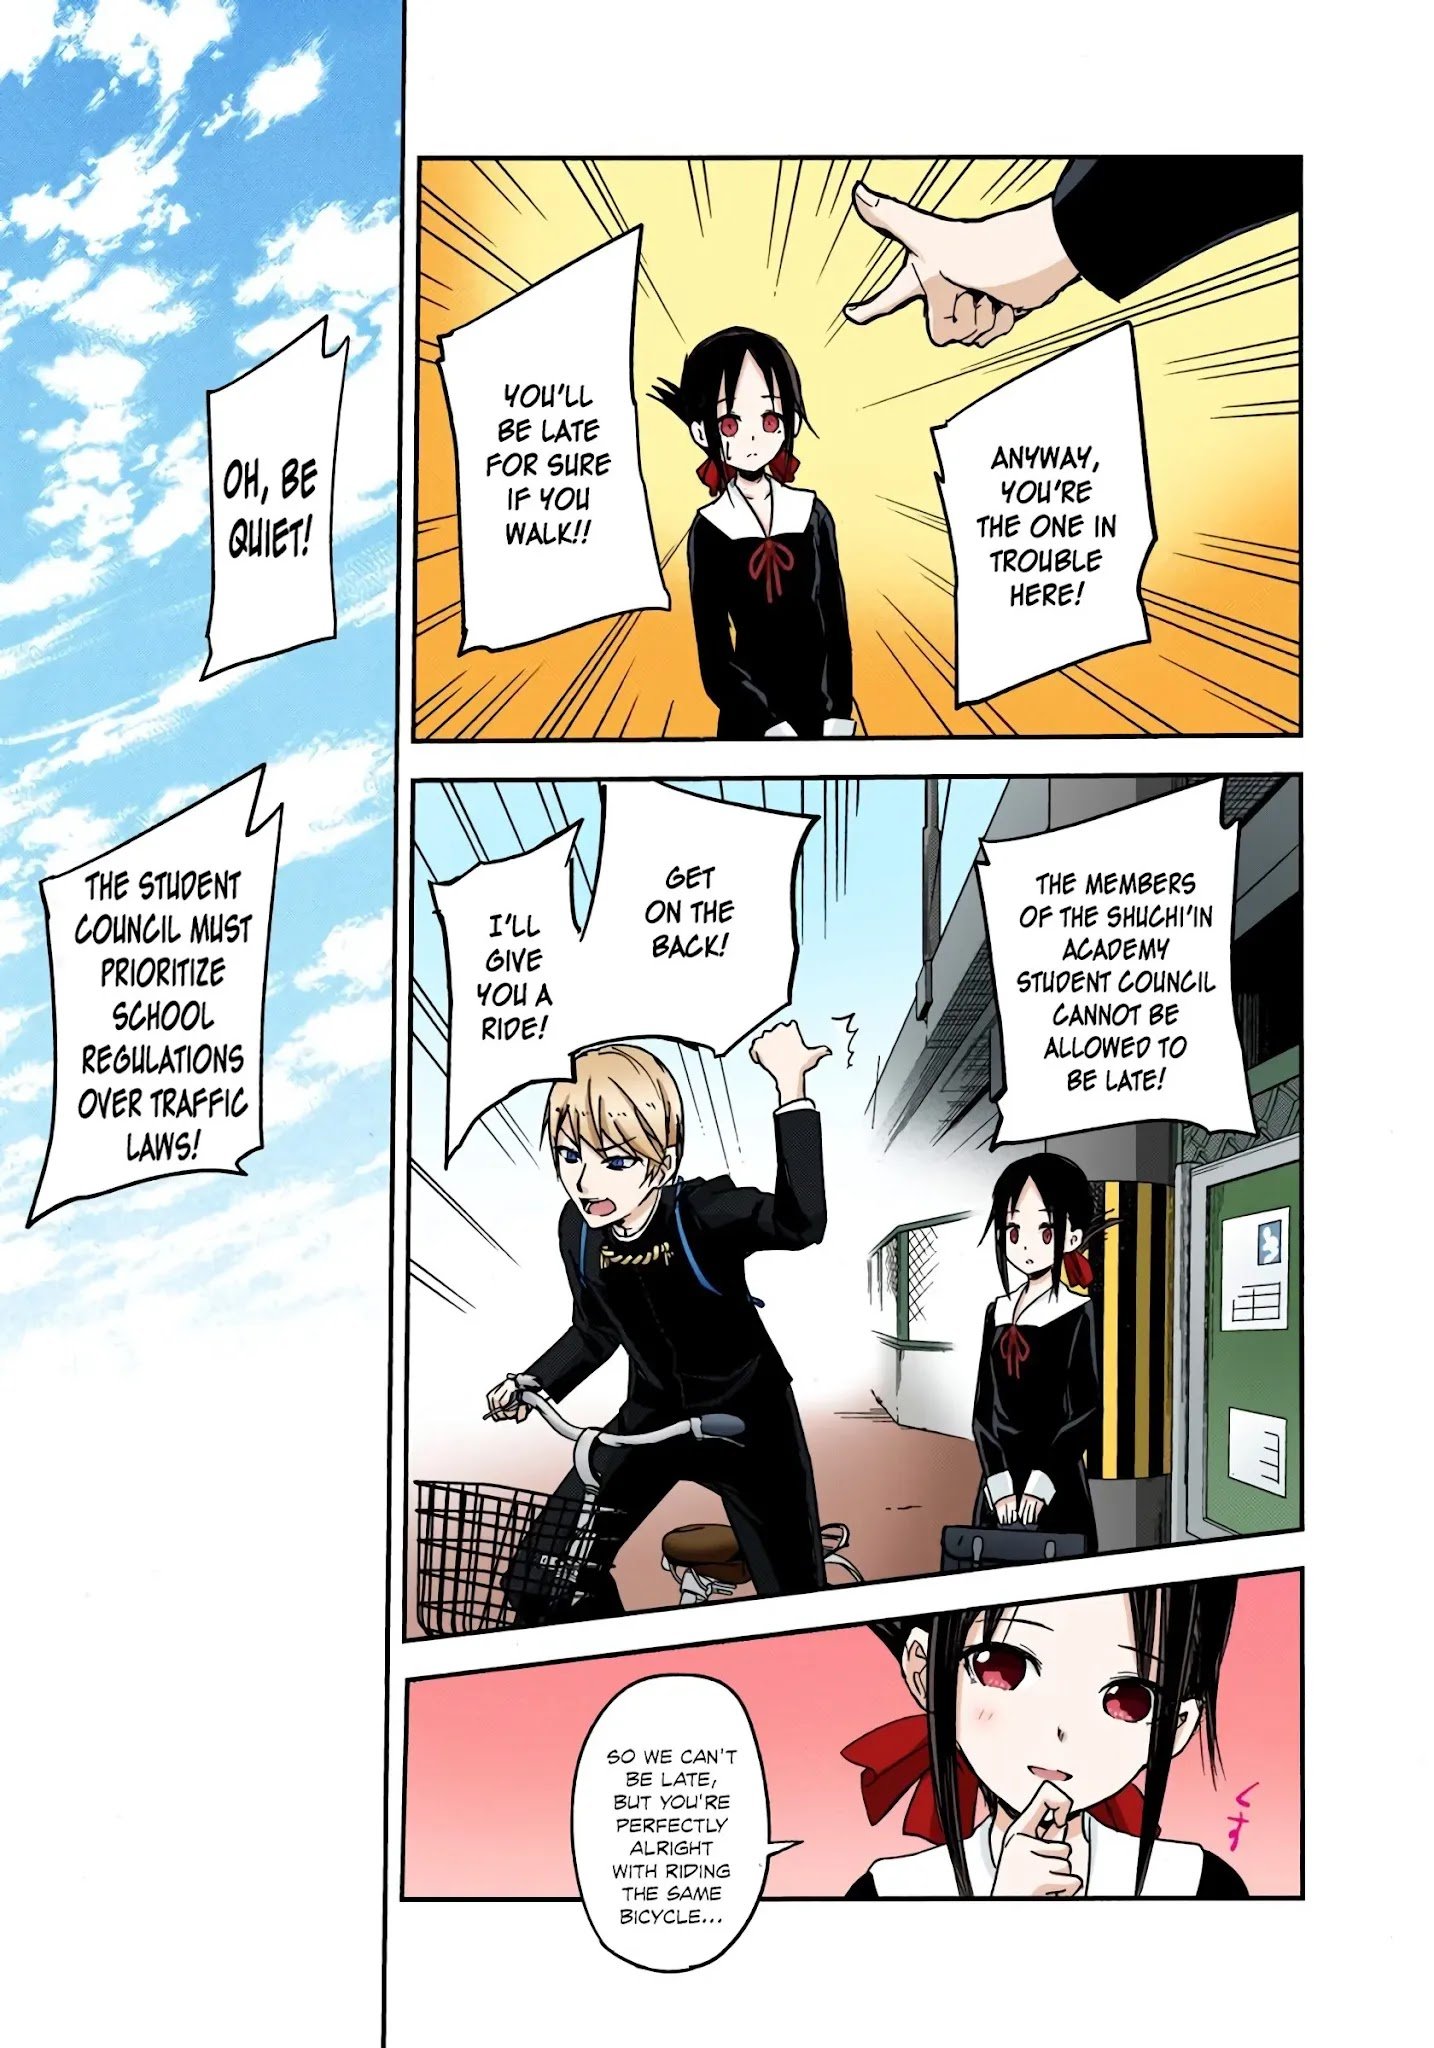 ANYWAY,
YOU'RE
THE ONE IN
TROUBLE
HERE!
YOU'LL
BE LATE
FOR SURE
IF YOU
WALK!!
THE MEMBERS
OF THE SHUCHI'IN
ACADEMY
STUDENT COUNCIL
CANNOT BE
ALLOWED TO
BE LATE!
GET
ON THE
BACK!
I'LL
GIVE
YOU A
RIDE!
くす
SO WE CAN'T
BE LATE,
BUT YOU'RE
PERFECTLY
ALRIGHT
WITH RIDING
THE SAME
BICYCLE...
OH, BE
QUIET!
THE STUDENT
COUNCIL MUST
PRIORITIZE
SCHOOL
REGULATIONS
OVER TRAFFIC
LAWS!